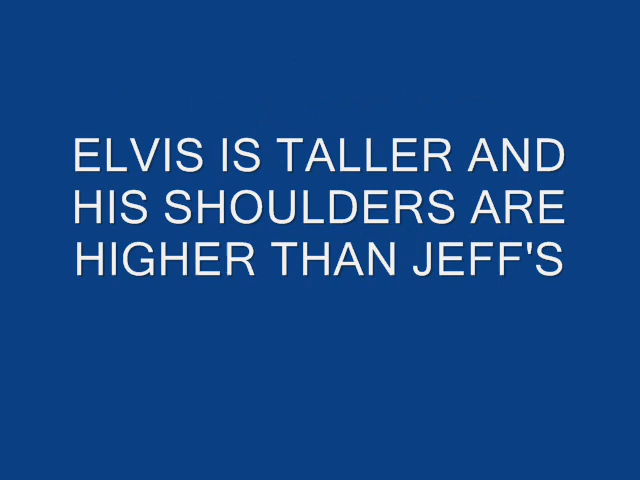 ELVIS IS TALLER AND
HIS SHOULDERS ARE
HIGHER THAN JEFF'S